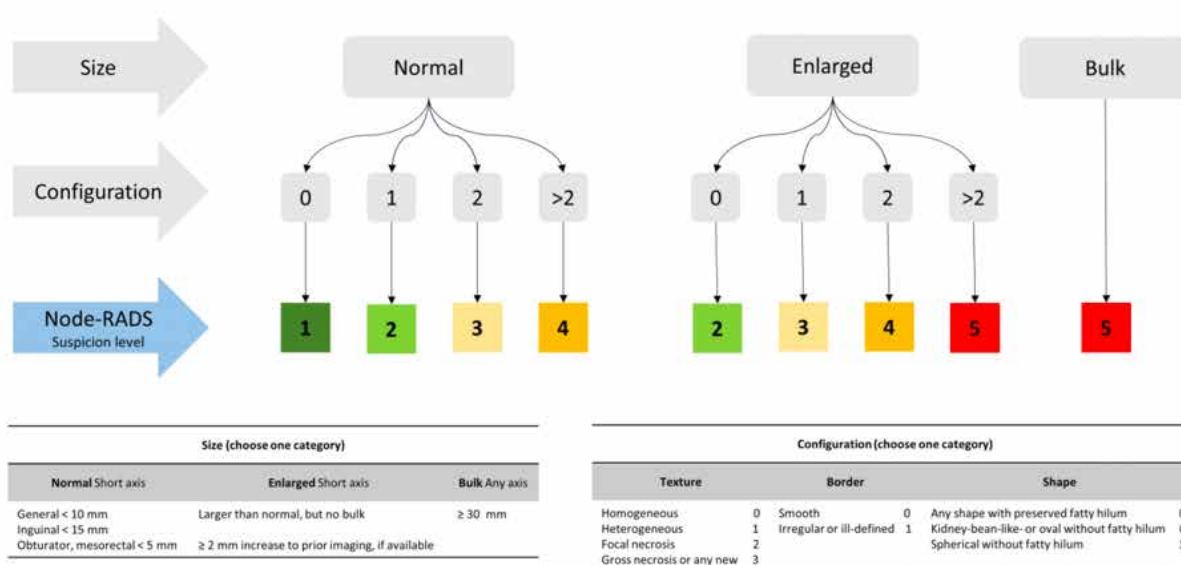 Size
Normal
Enlarged
Bulk
Configuration
0 1 2 >2
0 1 2 >2
Node-RADS
Suspicion level
1 2 3 4
2 3 4 5
5
Size (choose one category)
Normal Short axis Enlarged Short axis Bulk Any axis
General < 10 mm Larger than normal, but no bulk ≥ 30 mm
Inguinal < 15 mm
Obturator, mesorectal < 5 mm ≥ 2 mm increase to prior imaging, if available
Configuration (choose one category)
Texture Border Shape
Homogeneous 0 Smooth 0 Any shape with preserved fatty hilum
Heterogeneous 1 Irregular or ill-defined 1 Kidney-bean-like- or oval without fatty hilum
Focal necrosis 2 Spherical without fatty hilum
Gross necrosis or any new 3